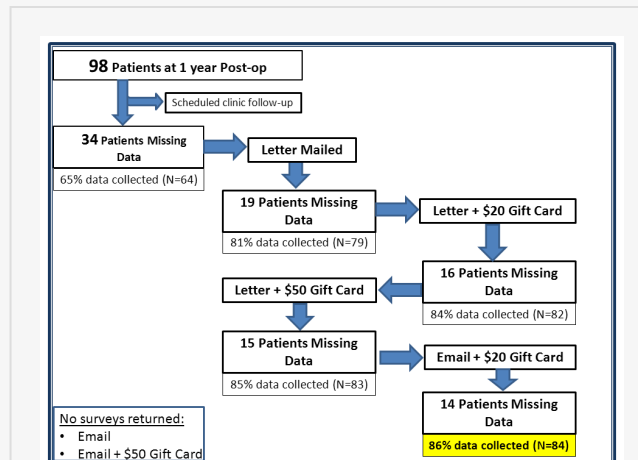 98 Patients at 1 year Post-op
Scheduled clinic follow-up
34 Patients Missing
Data
65% data collected (N=64)
Letter Mailed
19 Patients Missing
Data
81% data collected (N=79)
Letter + $20 Gift Card
16 Patients Missing
Data
84% data collected (N=82)
Letter + $50 Gift Card
15 Patients Missing
Data
85% data collected (N=83)
Email + $20 Gift Card
14 Patients Missing
Data
86% data collected (N=84)
No surveys returned:
• Email
• Email + $50 Gift Card